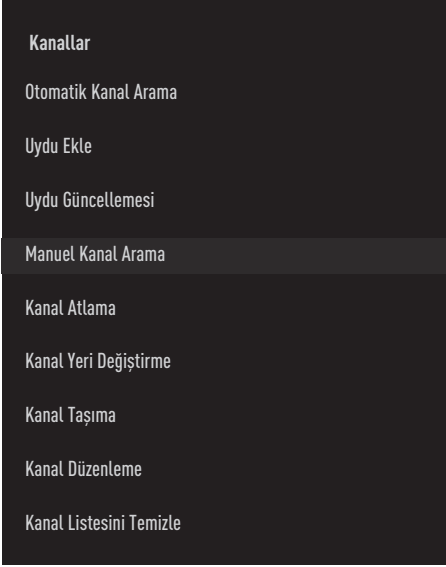 Kanallar
Otomatik Kanal Arama
Uydu Ekle
Uydu Güncellemesi
Manuel Kanal Arama
Kanal Atlama
Kanal Yeri Değiştirme
Kanal Taşıma
Kanal Düzenleme
Kanal Listesini Temizle